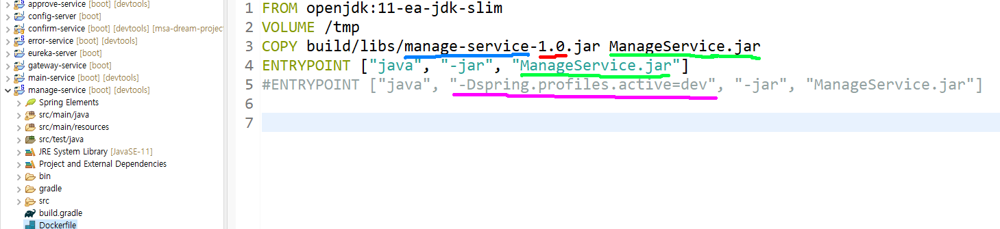 approve-service [boot] [devtools]
config-server [boot]
confirm-service [boot] [devtools] [msa-dream-projec
error-service [boot] [devtools]
eureka-server [boot]
gateway-service [boot]
main-service [boot] [devtools]
manage-service [boot] [devtools]
Spring Elements
src/main/java
src/main/resources
src/test/java
JRE System Library [JavaSE-11]
Project and External Dependencies
bin
gradle
src
build.gradle
Dockerfile
1 FROM openjdk:11-ea-jdk-slim
2 VOLUME /tmp
3 COPY build/libs/manage-service-1.0.jar ManageService.jar
4 ENTRYPOINT ["java", "-jar", "ManageService.jar"]
5 #ENTRYPOINT ["java", "-Dspring.profiles.active=dev", "-jar", "ManageService.jar"]
6
7